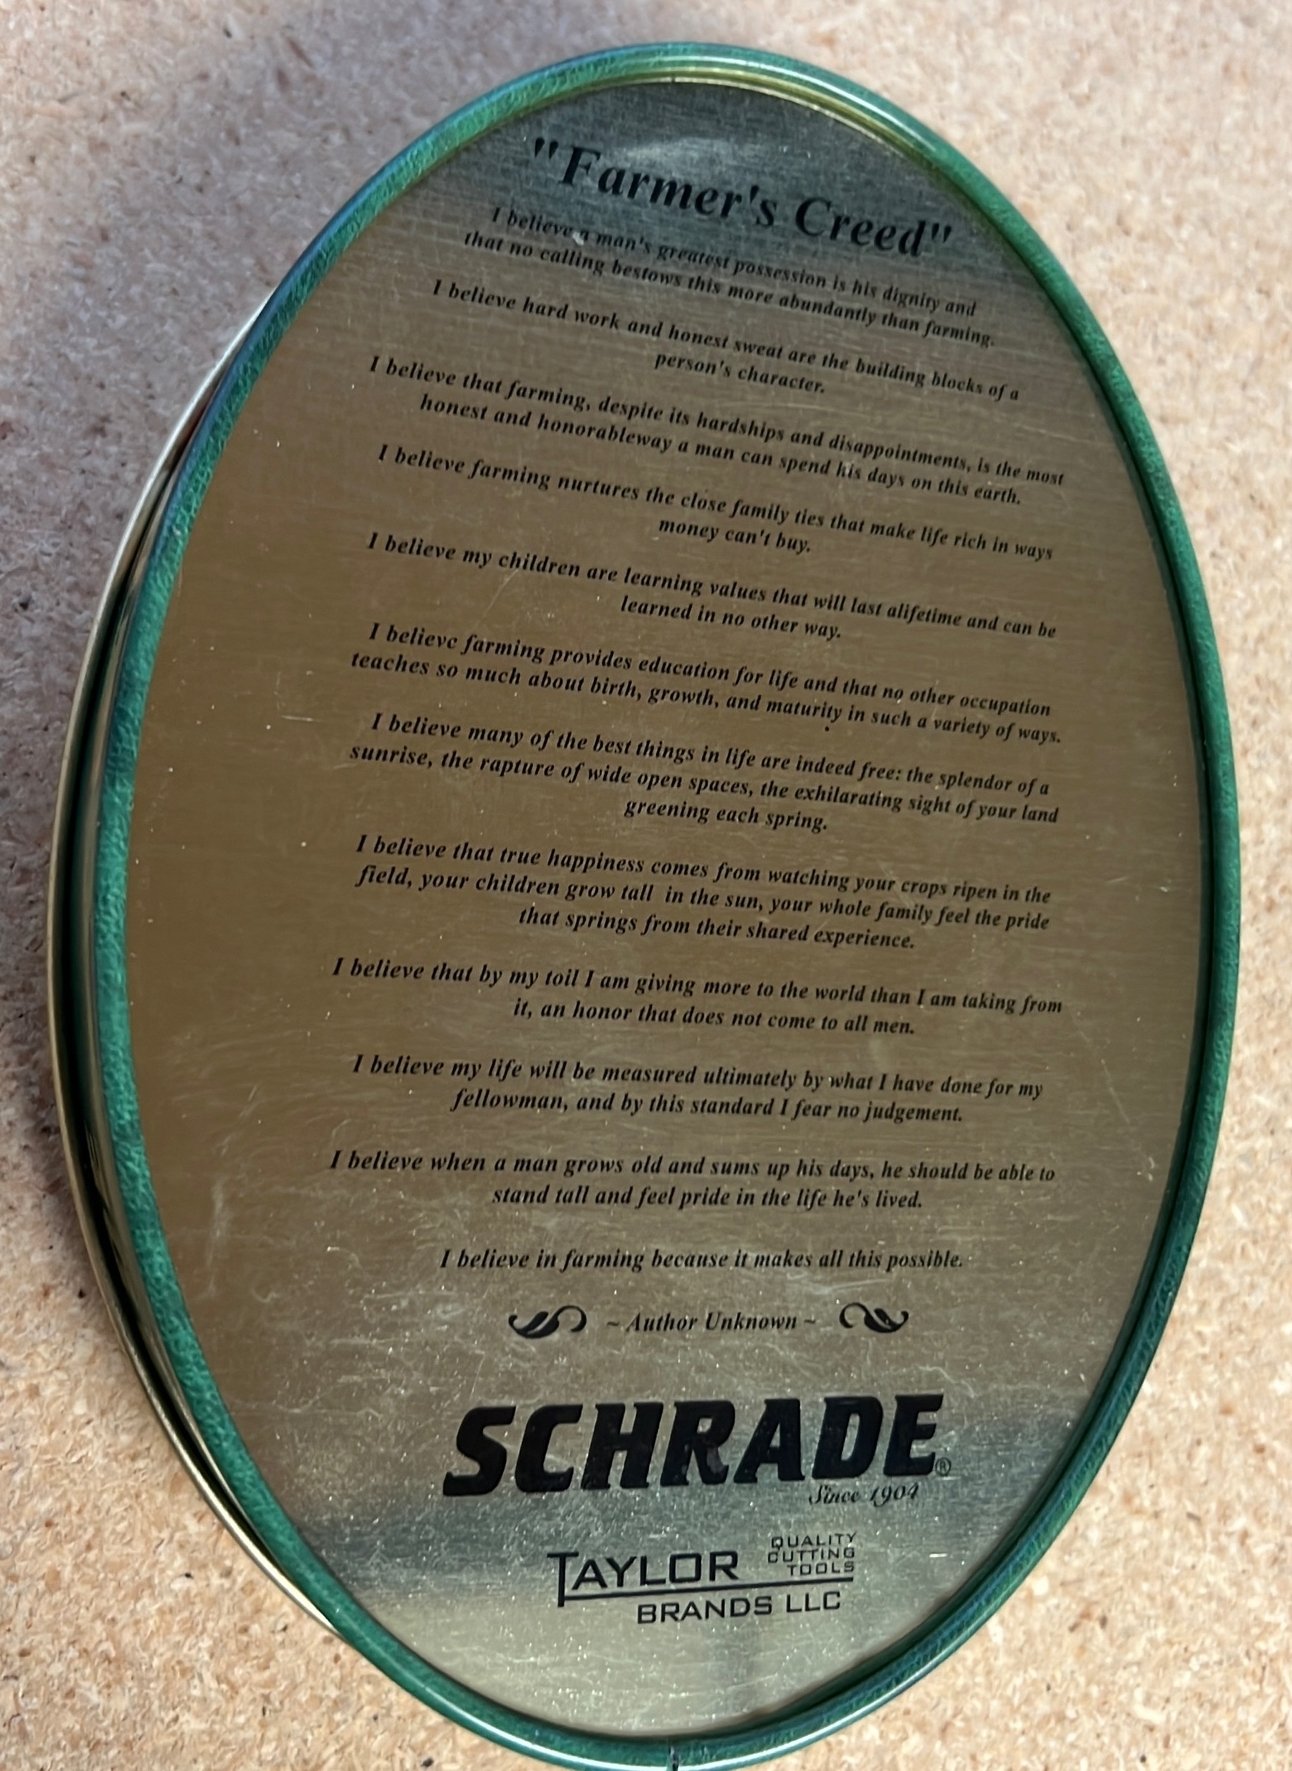 "Farmer's Creed"
I believe a man's greatest possession is his dignity and
that no calling bestows this more abundantly than farming.
I believe hard work and honest sweat are the building blocks of a
person's character.
I believe that farming, despite its hardships and disappointments, is the most
honest and honorableway a man can spend his days on this earth.
I believe farming nurtures the close family ties that make life rich in ways
money can't buy.
I believe my children are learning values that will last alifetime and can be
learned in no other way.
I believc farming provides education for life and that no other occupation
teaches so much about birth, growth, and maturity in such a variety of ways.
I believe many of the best things in life are indeed free: the splendor of a
sunrise, the rapture of wide open spaces, the exhilarating sight of your land
greening each spring.
I believe that true happiness comes from watching your crops ripen in the
field, your children grow tall in the sun, your whole family feel the pride
that springs from their shared experience.
I believe that by my toil I am giving more to the world than I am taking from
it, an honor that does not come to all men.
I believe my life will be measured ultimately by what I have done for my
fellowman, and by this standard I fear no judgement.
I believe when a man grows old and sums up his days, he should be able to
stand tall and feel pride in the life he's lived.
I believe in farming because it makes all this possible.
~ Author Unknown ~
SCHRADE®
Since 1904
TAYLOR
QUALITY
CUTTING
TOOLS
BRANDS LLC